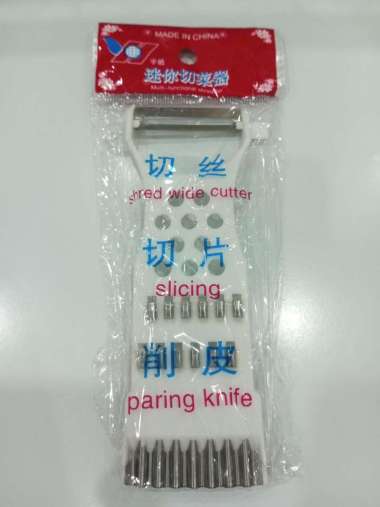 MADE IN CHINA
迷你切菜器
切丝
shred wide cutter
切片
slicing
削皮
paring knife